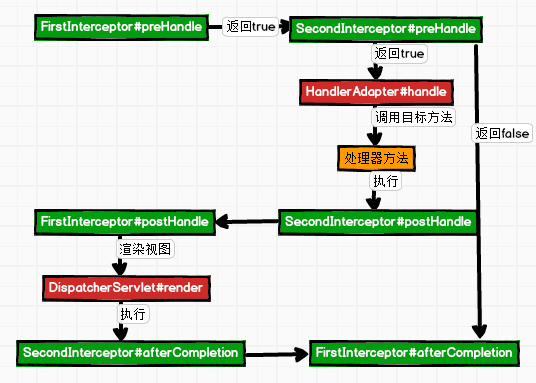 FirstInterceptor#preHandle
返回true
SecondInterceptor#preHandle
返回true
HandlerAdapter#handle
调用目标方法
返回false
处理器方法
执行
FirstInterceptor#postHandle
SecondInterceptor#postHandle
渲染视图
DispatcherServlet#render
执行
SecondInterceptor#afterCompletion
FirstInterceptor#afterCompletion